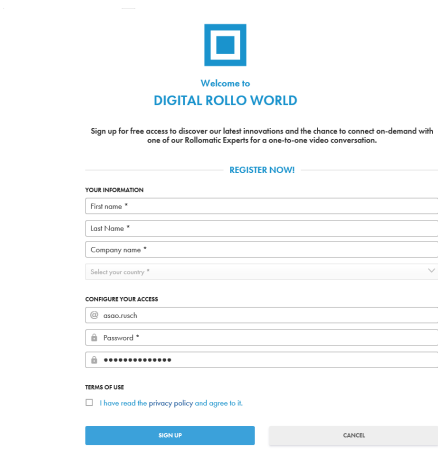 Welcome to
DIGITAL ROLLO WORLD
Sign up for free access to discover our latest innovations and the chance to connect on-demand with
one of our Rollomatic Experts for a one-to-one video conversation.
REGISTER NOW!
YOUR INFORMATION
First name *
Last Name *
Company name *
Select your country *
CONFIGURE YOUR ACCESS
@ asao.rusch
Password *
●●●●●●●●●●●●●●
TERMS OF USE
I have read the privacy policy and agree to it.
SIGN UP CANCEL